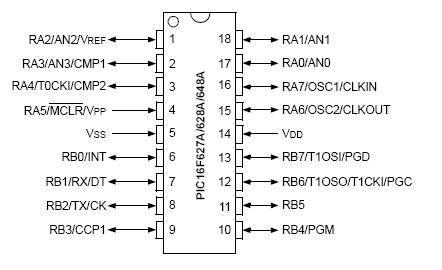 RA2/AN2/VREF 1 18 RA1/AN1
RA3/AN3/CMP1 2 17 RA0/AN0
RA4/T0CKI/CMP2 3 16 RA7/OSC1/CLKIN
RA5/MCLR/VPP 4 15 RA6/OSC2/CLKOUT
VSS 5 14 VDD
RB0/INT 6 13 RB7/T1OSI/PGD
RB1/RX/DT 7 12 RB6/T1OSO/T1CKI/PGC
RB2/TX/CK 8 11 RB5
RB3/CCP1 9 10 RB4/PGM
PIC16F627A/628A/648A